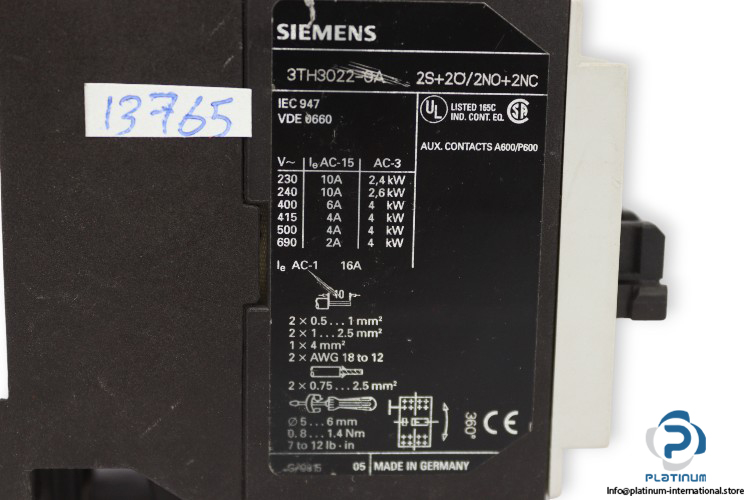 SIEMENS
3TH3022-0A 2S+2Ö/2NO+2NC
13765
IEC 947
VDE 0660
UL LISTED 165C
IND. CONT. EQ.
AUX. CONTACTS A600/P600
V~ Ie AC-15 AC-3
230 10A 2,4 kW
240 10A 2,6 kW
400 6A 4 kW
415 4A 4 kW
500 4A 4 kW
690 2A 4 kW
Ie AC-1 16A
10
2 × 0.5...1 mm²
2 × 1...2.5 mm²
1 × 4 mm²
2 × AWG 18 to 12
2 × 0.75...2.5 mm²
Ø 5...6 mm
0.8...1.4 Nm
7 to 12 lb·in
360°
CE
05 MADE IN GERMANY
PLATINUM
INTERNATIONAL
Info@platinum-international.store